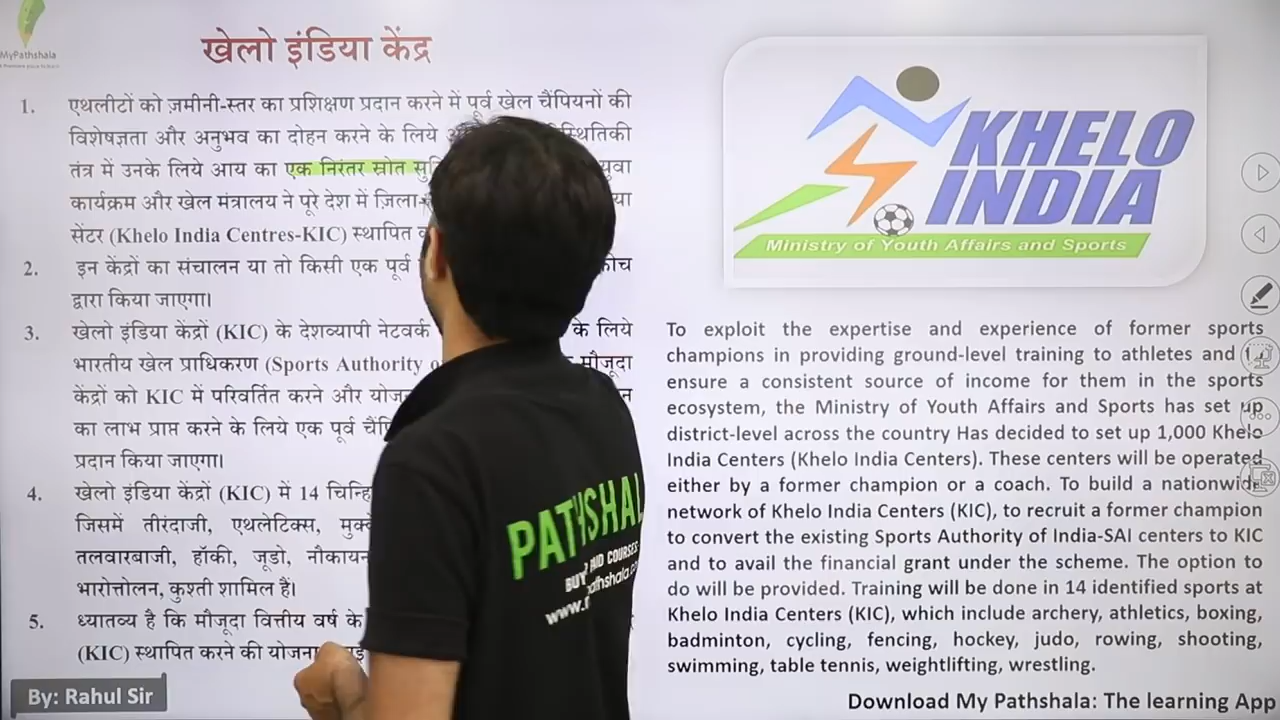 MyPathshala
खेलो इंडिया केंद्र
1. एथलीटों को ज़मीनी-स्तर का प्रशिक्षण प्रदान करने में पूर्व खेल चैंपियनों की
विशेषज्ञता और अनुभव का दोहन करने के लिये
तंत्र में उनके लिये आय का एक निरंतर स्रोत
कार्यक्रम और खेल मंत्रालय ने पूरे देश में ज़िला
सेंटर (Khelo India Centres-KIC) स्थापित
2. इन केंद्रों का संचालन या तो किसी एक पूर्व
द्वारा किया जाएगा।
3. खेलो इंडिया केंद्रों (KIC) के देशव्यापी नेटवर्क के लिये
भारतीय खेल प्राधिकरण (Sports Authority मौजूदा
केंद्रों को KIC में परिवर्तित करने और
का लाभ प्राप्त करने के लिये एक पूर्व
प्रदान किया जाएगा।
4. खेलो इंडिया केंद्रों (KIC) में 14
जिसमें तीरंदाजी, एथलेटिक्स,
तलवारबाजी, हॉकी, जूडो,
भारोत्तोलन, कुश्ती शामिल हैं।
5. ध्यातव्य है कि मौजूदा वित्तीय वर्ष के
(KIC) स्थापित करने की योजना
By: Rahul Sir
PATHSHAL
PAID COURSES
www.
KHELO
INDIA
Ministry of Youth Affairs and Sports
To exploit the expertise and experience of former sports
champions in providing ground-level training to athletes and
ensure a consistent source of income for them in the sports
ecosystem, the Ministry of Youth Affairs and Sports has set up
district-level across the country Has decided to set up 1,000 Khelo
India Centers (Khelo India Centers). These centers will be operated
either by a former champion or a coach. To build a nationwide
network of Khelo India Centers (KIC), to recruit a former champion
to convert the existing Sports Authority of India-SAI centers to KIC
and to avail the financial grant under the scheme. The option to
do will be provided. Training will be done in 14 identified sports at
Khelo India Centers (KIC), which include archery, athletics, boxing,
badminton, cycling, fencing, hockey, judo, rowing, shooting,
swimming, table tennis, weightlifting, wrestling.
Download My Pathshala: The learning App